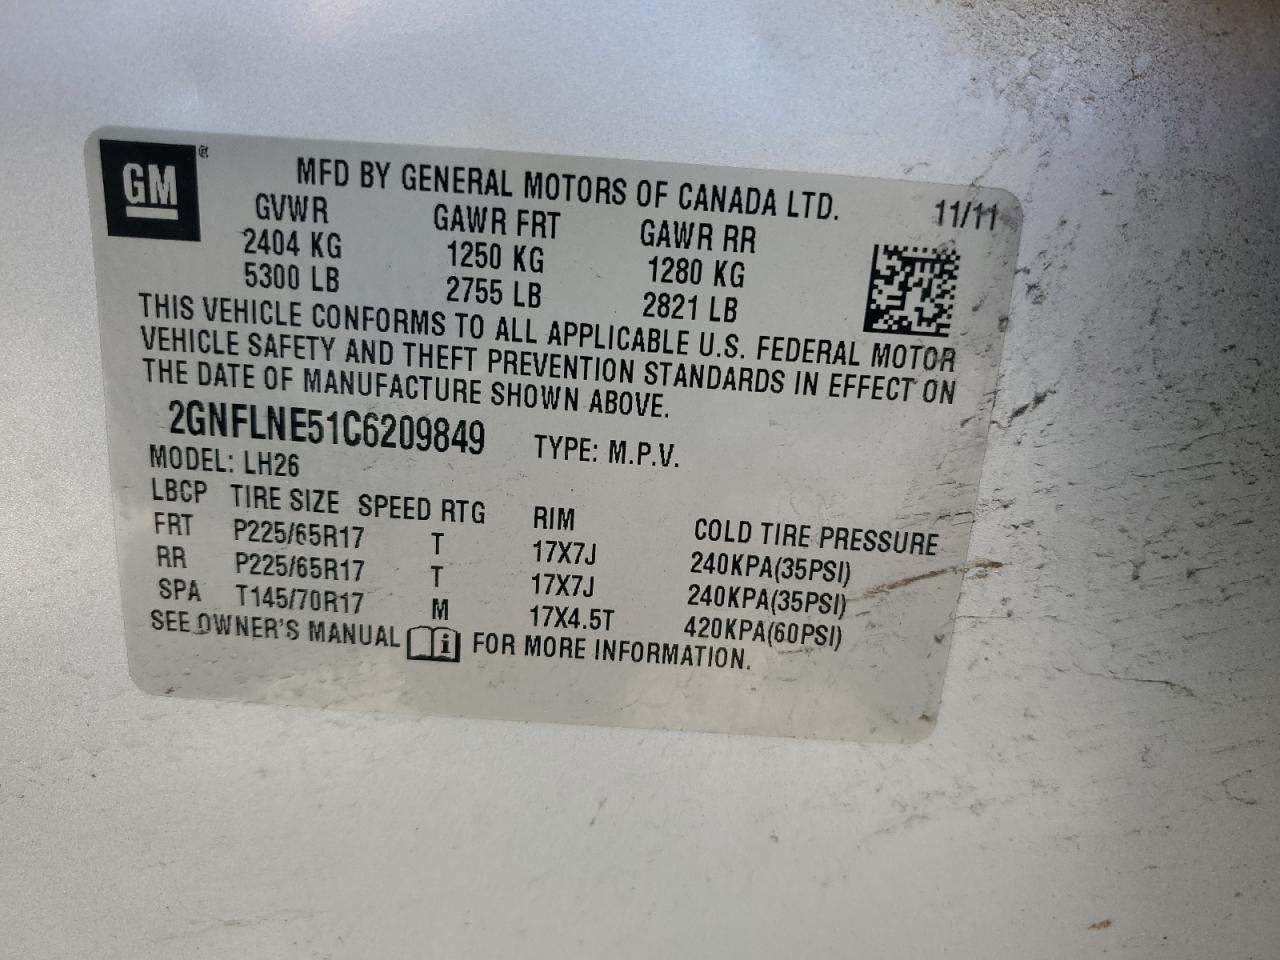 GM®
MFD BY GENERAL MOTORS OF CANADA LTD. 11/11
GVWR GAWR FRT GAWR RR
2404 KG 1250 KG 1280 KG
5300 LB 2755 LB 2821 LB
THIS VEHICLE CONFORMS TO ALL APPLICABLE U.S. FEDERAL MOTOR
VEHICLE SAFETY AND THEFT PREVENTION STANDARDS IN EFFECT ON
THE DATE OF MANUFACTURE SHOWN ABOVE.
2GNFLNE51C6209849 TYPE: M.P.V.
MODEL: LH26
LBCP TIRE SIZE SPEED RTG RIM COLD TIRE PRESSURE
FRT P225/65R17 T 17X7J 240KPA(35PSI)
RR P225/65R17 T 17X7J 240KPA(35PSI)
SPA T145/70R17 M 17X4.5T 420KPA(60PSI)
SEE OWNER'S MANUAL i FOR MORE INFORMATION.